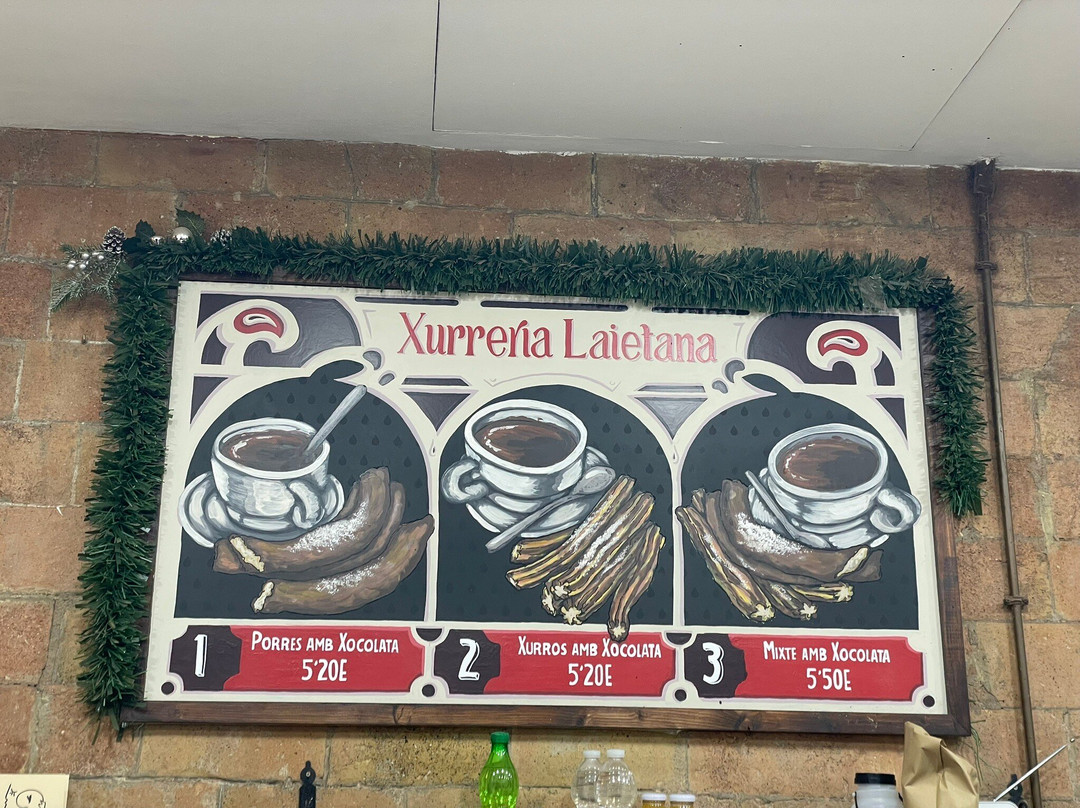 Xurrería Laietana
1
Porres amb Xocolata
5'20E
2
Xurros amb Xocolata
5'20E
3
Mixte amb Xocolata
5'50E